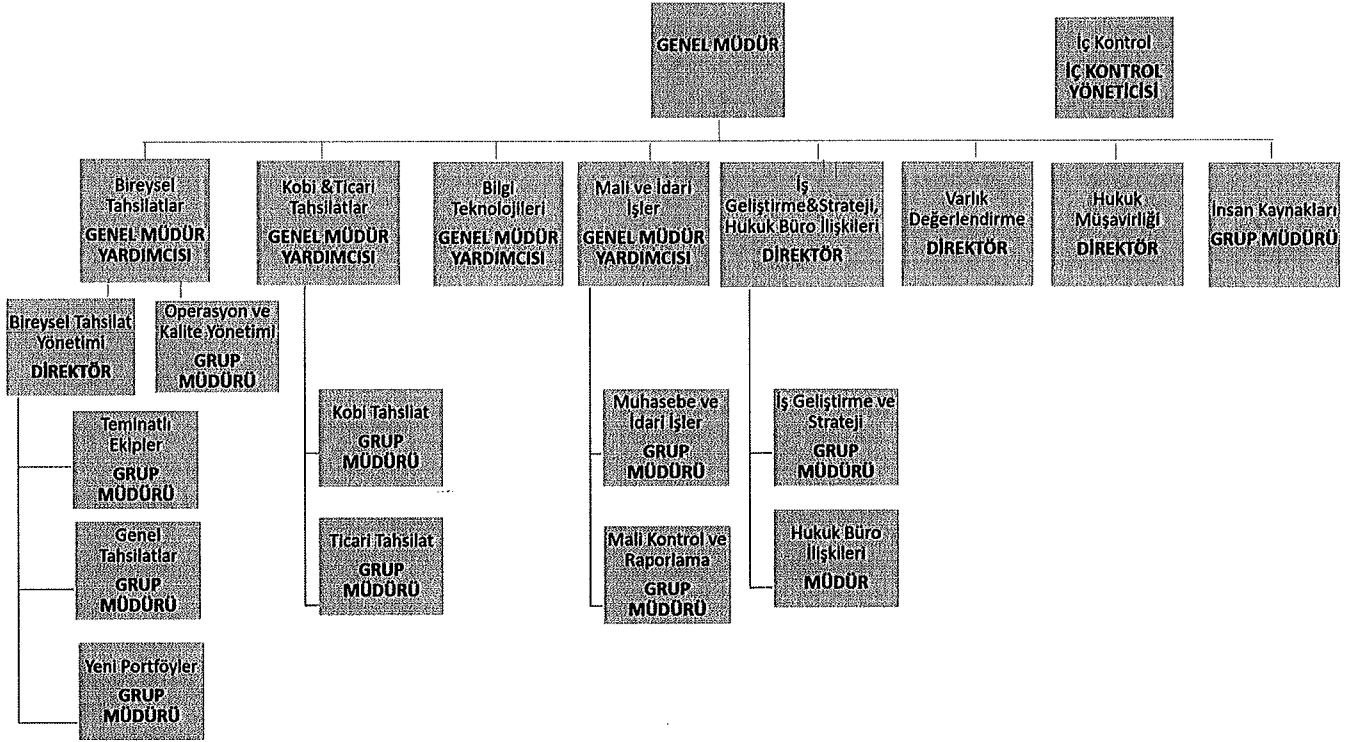 GENEL MÜDÜR
İç Kontrol
İÇ KONTROL
YÖNETİCİSİ
Bireysel
Tahsilatlar
GENEL MÜDÜR
YARDIMCISI
Kobi &Ticari
Tahsilatlar
GENEL MÜDÜR
YARDIMCISI
Bilgi
Teknolojileri
GENEL MÜDÜR
YARDIMCISI
Mali ve İdari
İşler
GENEL MÜDÜR
YARDIMCISI
İş
Geliştirme&Strateji,
Hukuk Büro İlişkileri
DİREKTÖR
Varlık
Değerlendirme
DİREKTÖR
Hukuk
Müşavirliği
DİREKTÖR
İnsan Kaynakları
GRUP MÜDÜRÜ
Bireysel Tahsilat
Yönetimi
DİREKTÖR
Operasyon ve
Kalite Yönetimi
GRUP
MÜDÜRÜ
Teminatlı
Ekipler
GRUP
MÜDÜRÜ
Genel
Tahsilatlar
GRUP
MÜDÜRÜ
Yeni Portföyler
GRUP
MÜDÜRÜ
Kobi Tahsilat
GRUP
MÜDÜRÜ
Ticari Tahsilat
GRUP
MÜDÜRÜ
Muhasebe ve
İdari İşler
GRUP
MÜDÜRÜ
Mali Kontrol ve
Raporlama
GRUP
MÜDÜRÜ
İş Geliştirme ve
Strateji
GRUP
MÜDÜRÜ
Hukuk Büro
İlişkileri
MÜDÜR